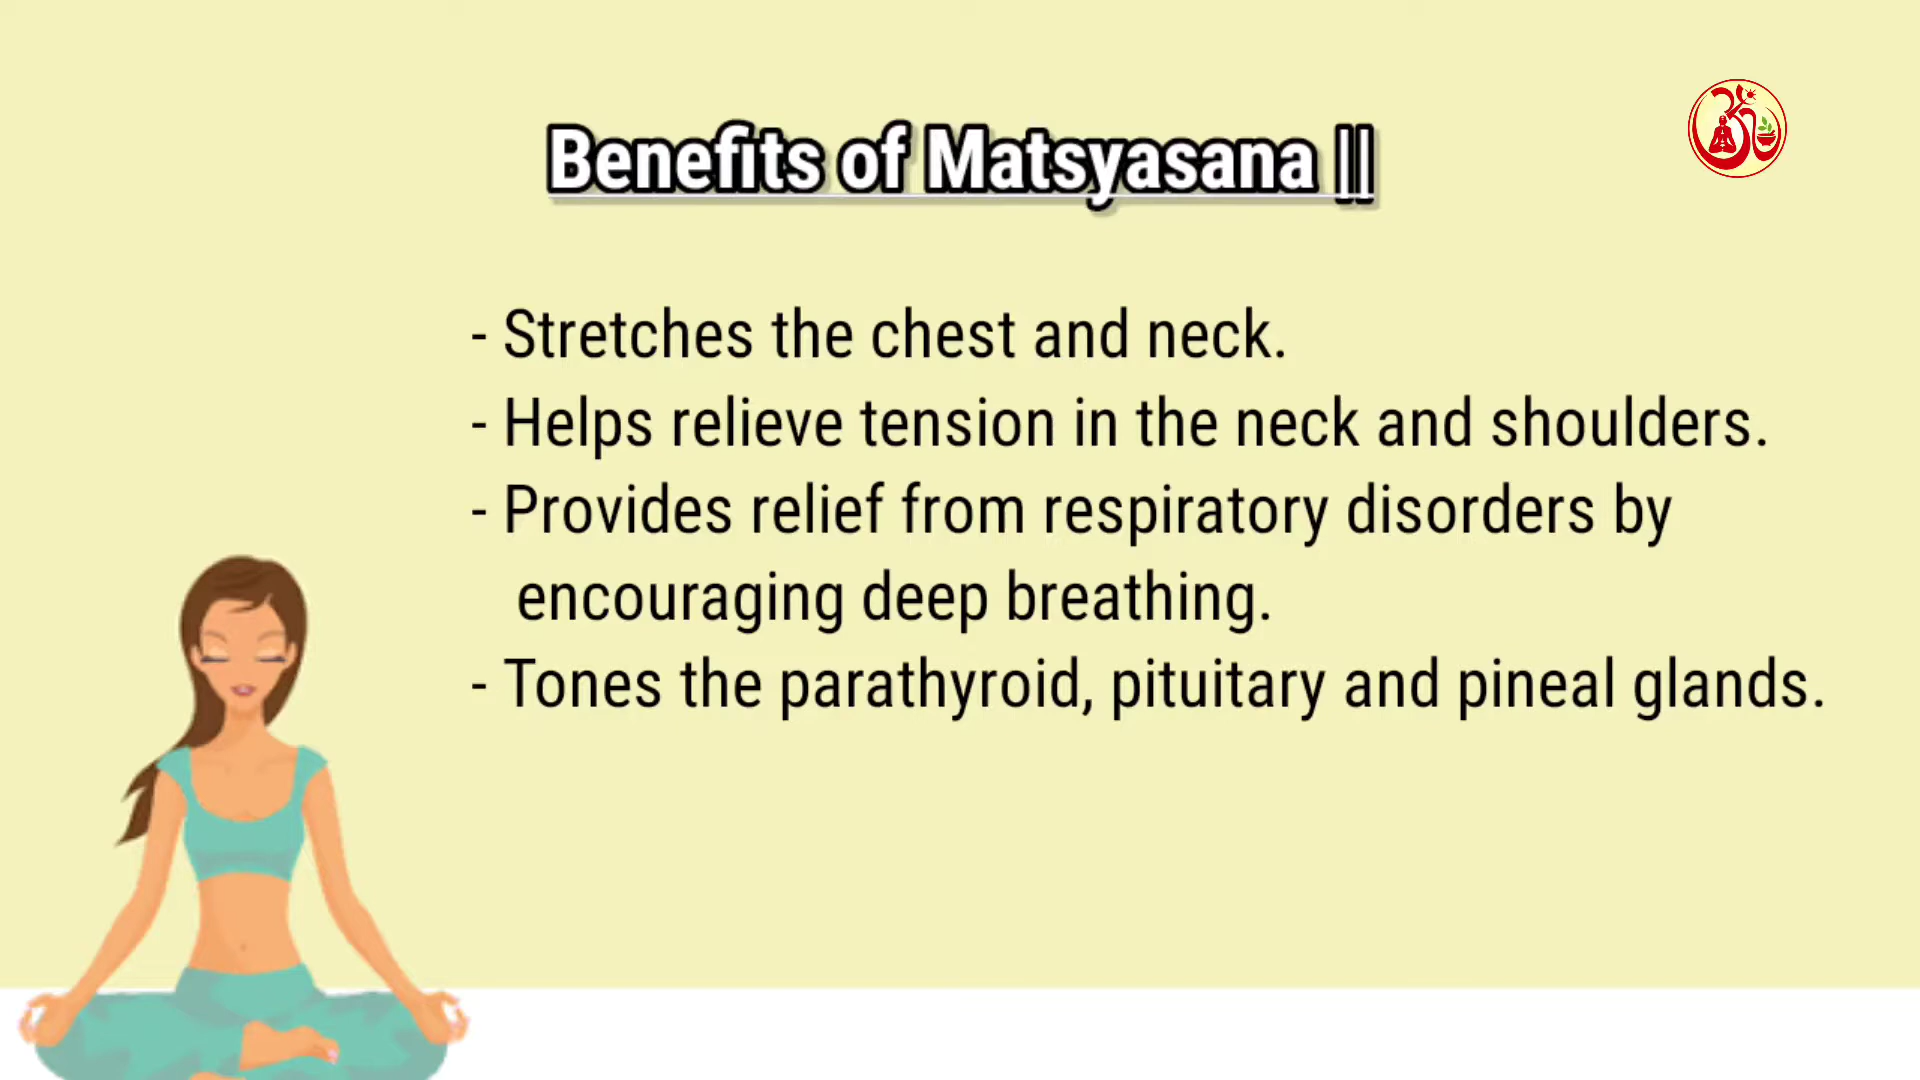 Benefits of Matsyasana ||
- Stretches the chest and neck.
- Helps relieve tension in the neck and shoulders.
- Provides relief from respiratory disorders by
encouraging deep breathing.
- Tones the parathyroid, pituitary and pineal glands.